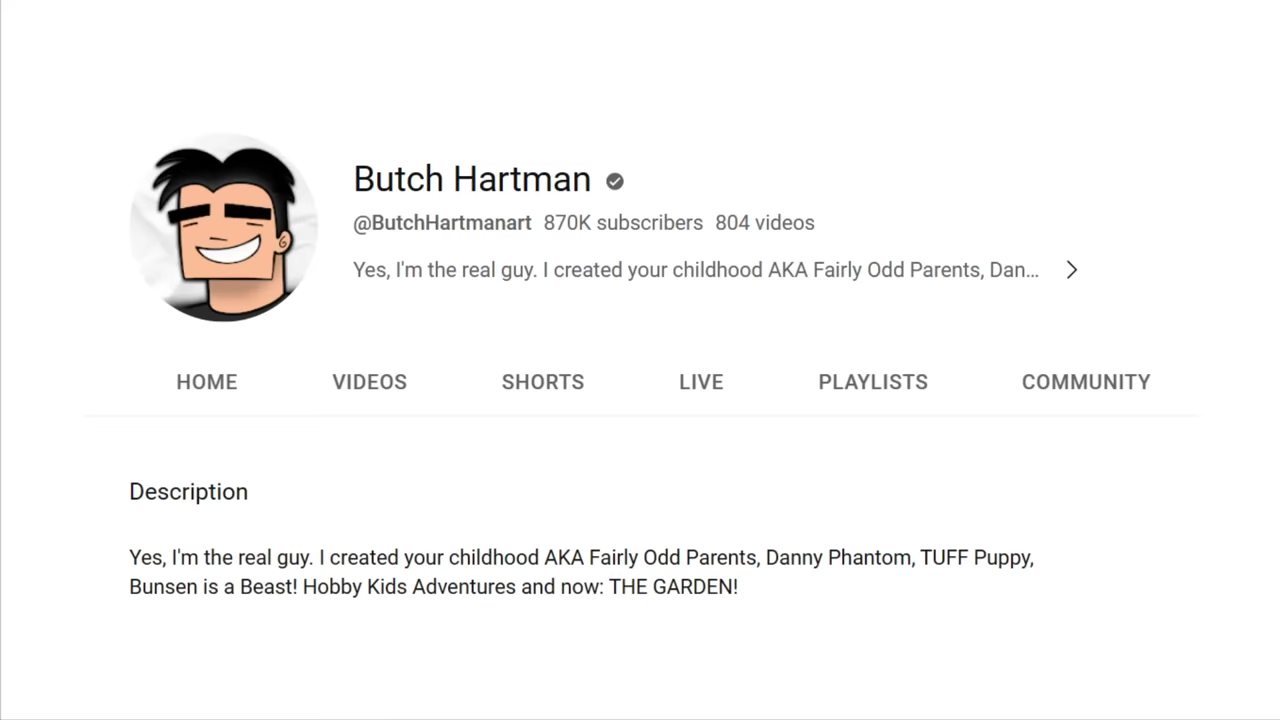 Butch Hartman
@ButchHartmanart 870K subscribers 804 videos
Yes, I'm the real guy. I created your childhood AKA Fairly Odd Parents, Dan...
HOME VIDEOS SHORTS LIVE PLAYLISTS COMMUNITY
Description
Yes, I'm the real guy. I created your childhood AKA Fairly Odd Parents, Danny Phantom, TUFF Puppy,
Bunsen is a Beast! Hobby Kids Adventures and now: THE GARDEN!